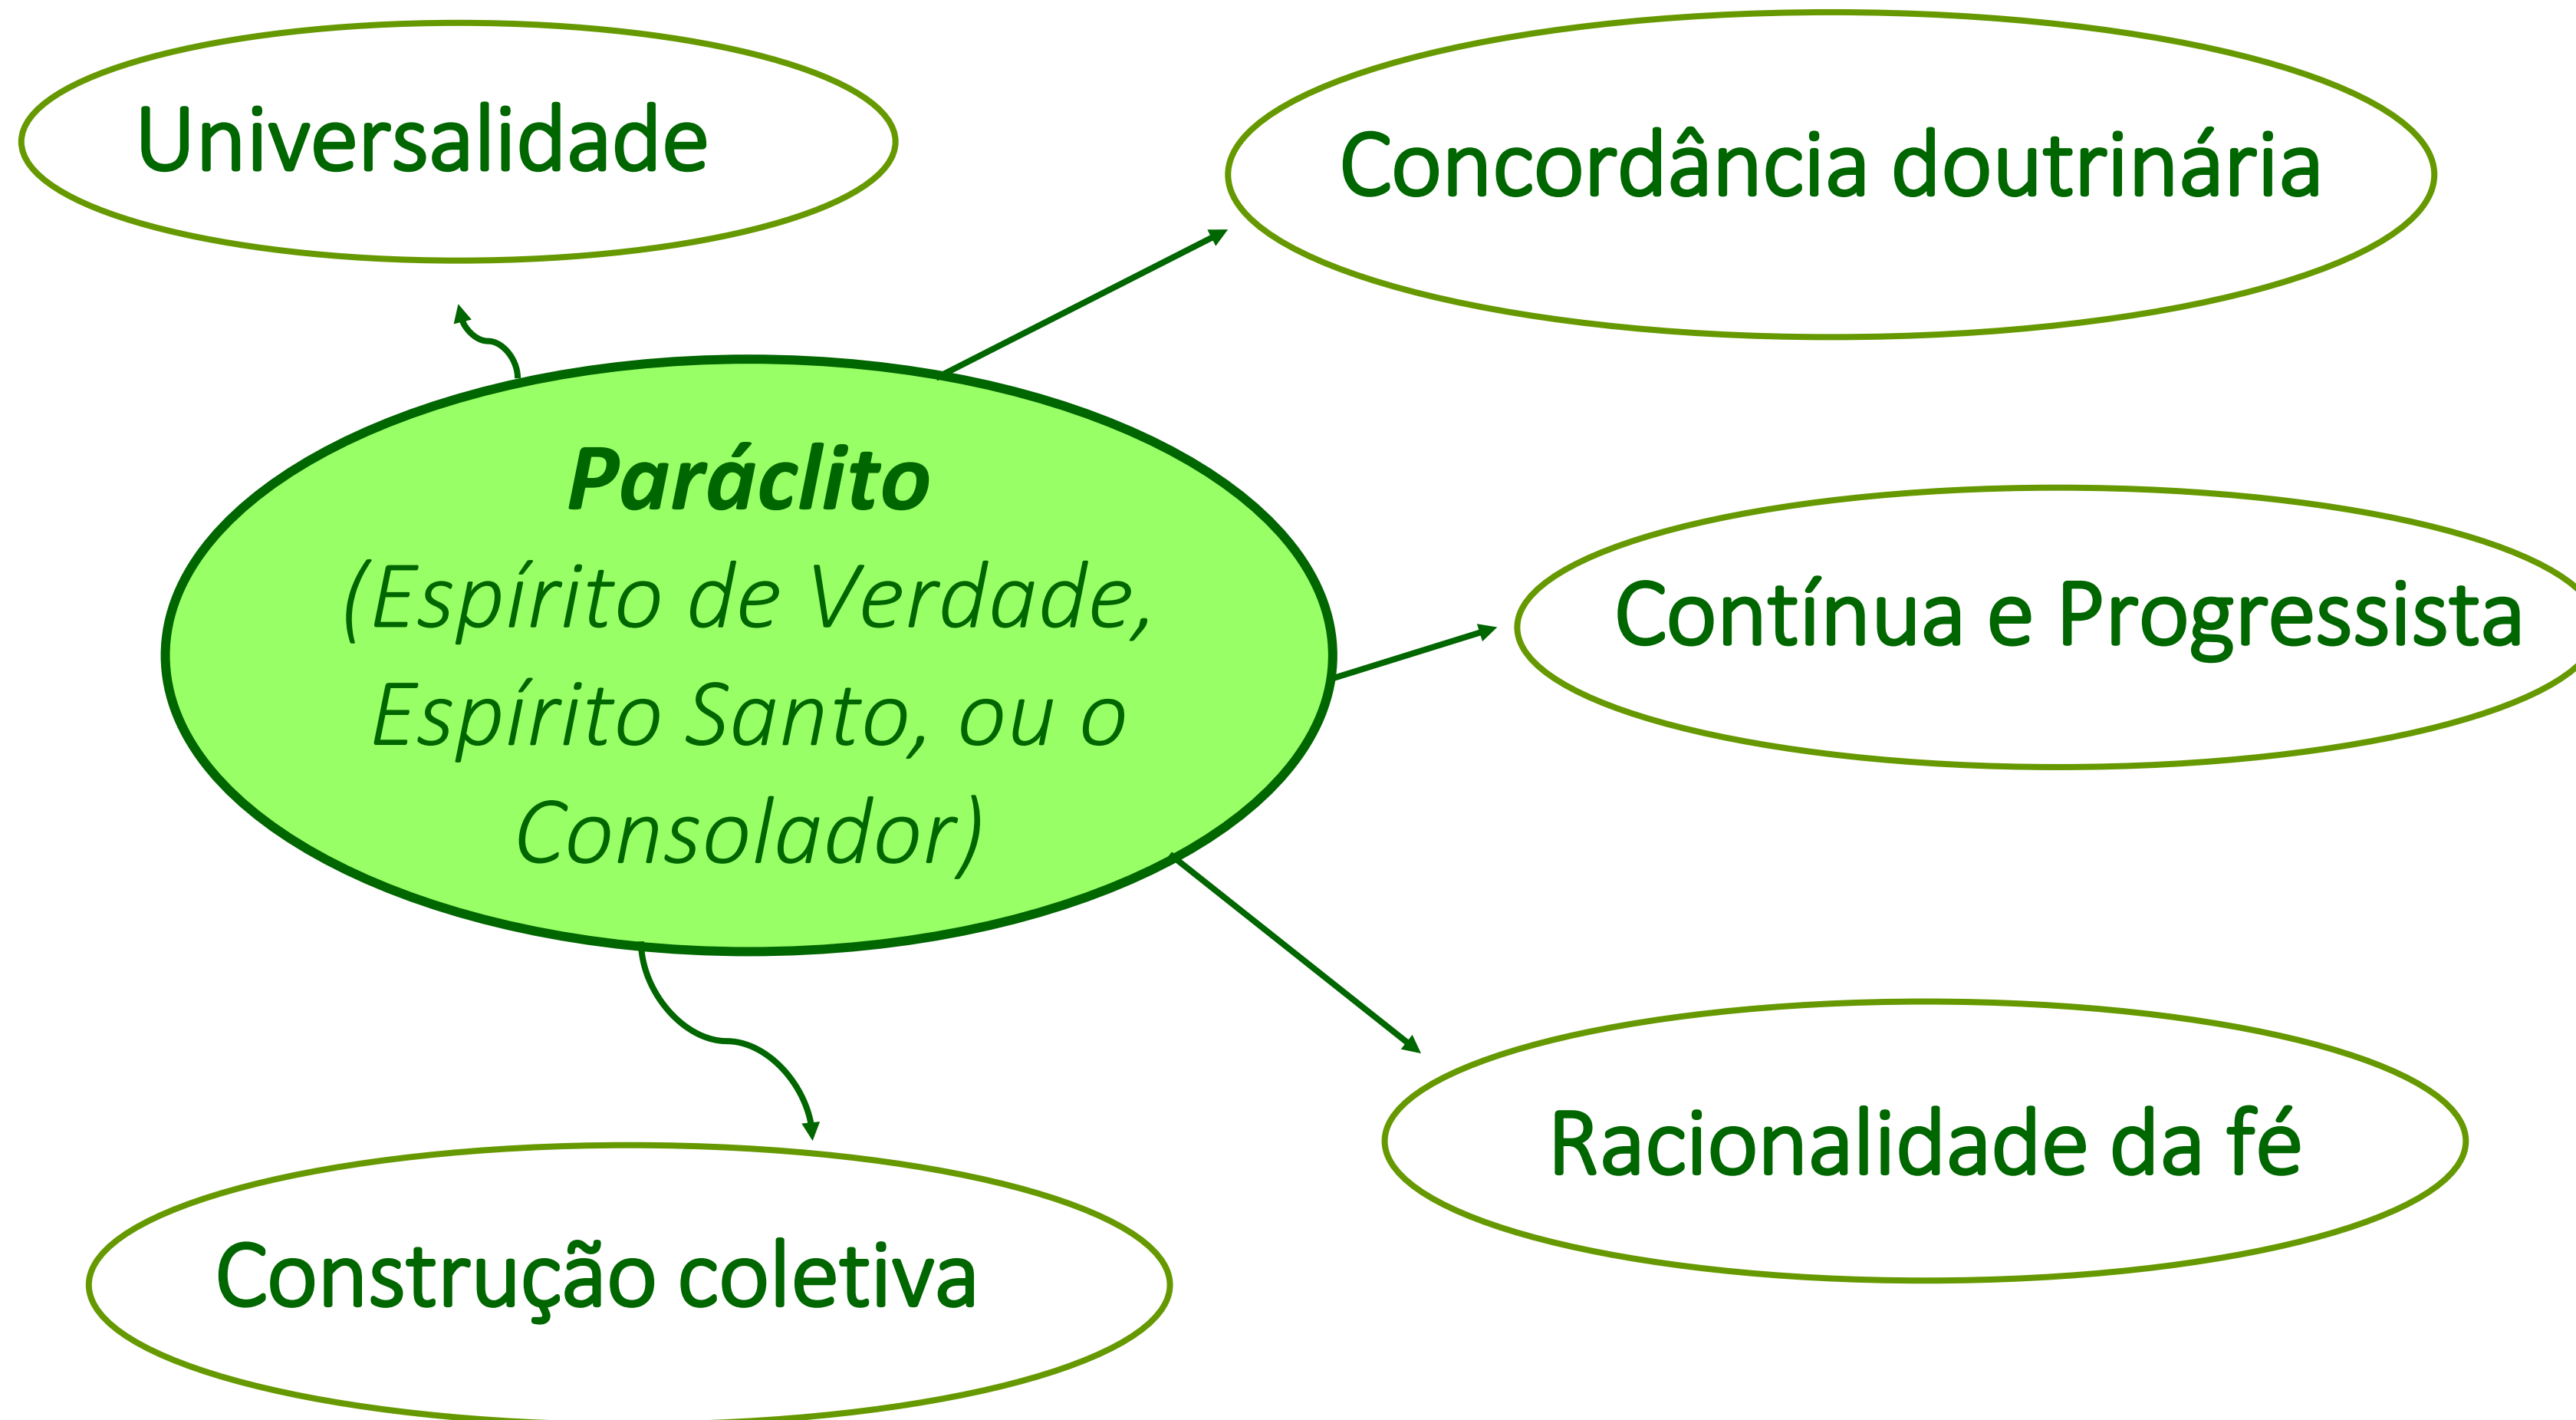 Universalidade
Concordância doutrinária
Paráclito
(Espírito de Verdade,
Espírito Santo, ou o
Consolador)
Contínua e Progressista
Racionalidade da fé
Construção coletiva